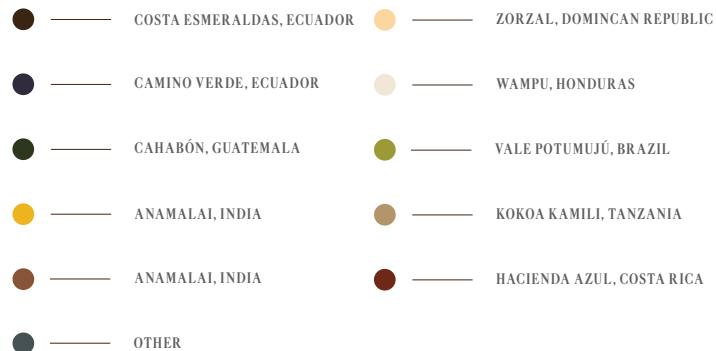 COSTA ESMERALDAS, ECUADOR
CAMINO VERDE, ECUADOR
CAHABÓN, GUATEMALA
ANAMALAI, INDIA
ANAMALAI, INDIA
OTHER
ZORZAL, DOMINCAN REPUBLIC
WAMPU, HONDURAS
VALE POTUMUJÚ, BRAZIL
KOKOA KAMILI, TANZANIA
HACIENDA AZUL, COSTA RICA